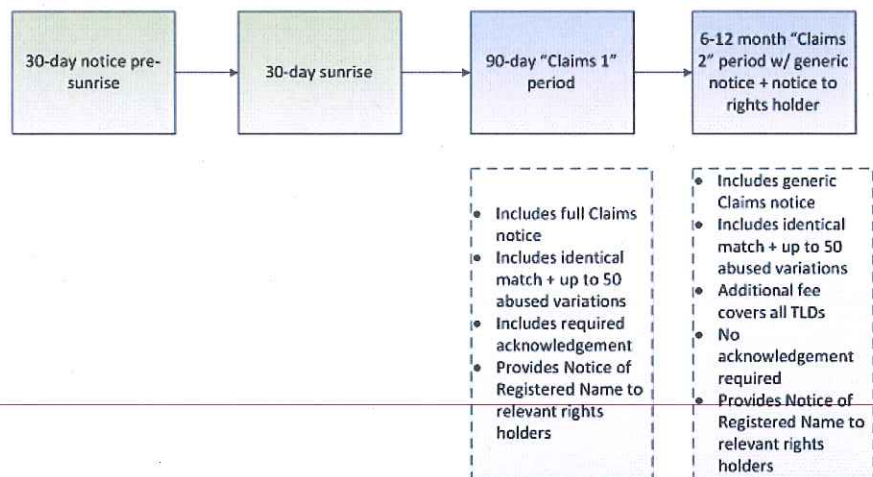 30-day notice pre-
sunrise
30-day sunrise
90-day “Claims 1”
period
6-12 month “Claims
2” period w/ generic
notice + notice to
rights holder
• Includes full Claims
notice
• Includes identical
match + up to 50
abused variations
• Includes required
acknowledgement
• Provides Notice of
Registered Name to
relevant rights
holders
• Includes generic
Claims notice
• Includes identical
match + up to 50
abused variations
• Additional fee
covers all TLDs
• No
acknowledgement
required
• Provides Notice of
Registered Name to
relevant rights
holders